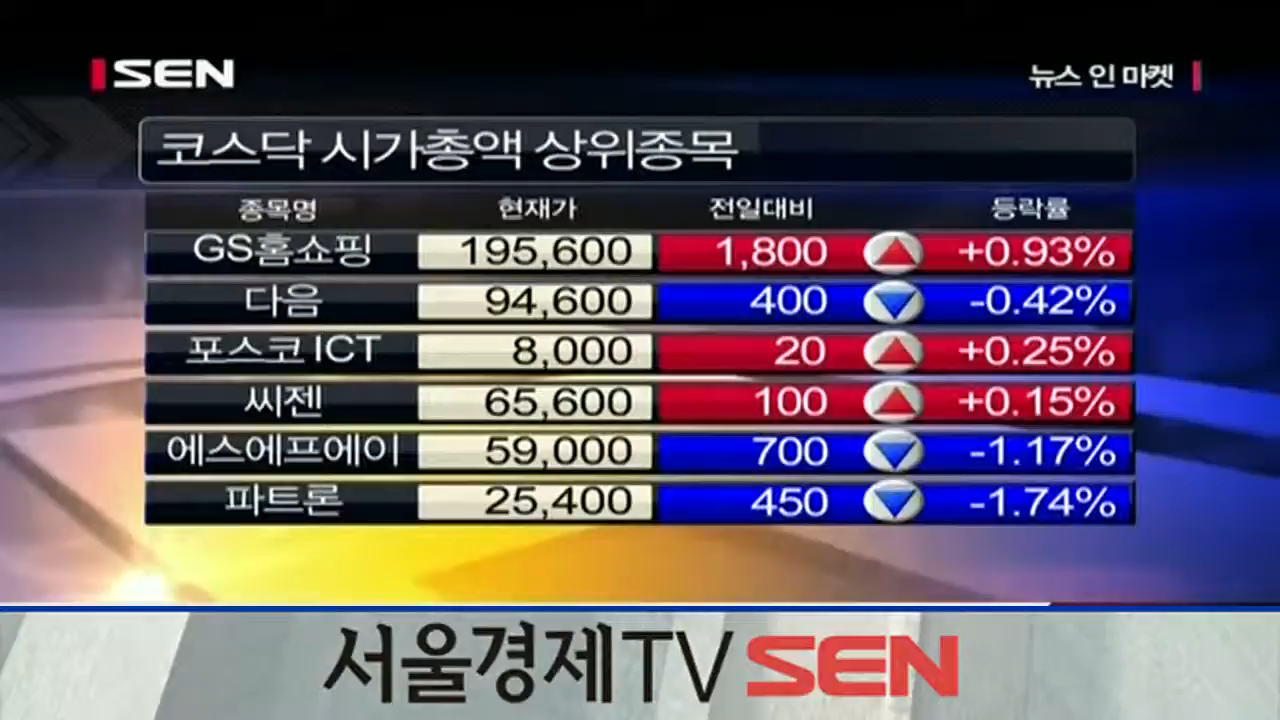 SEN
뉴스 인 마켓
코스닥 시가총액 상위종목
종목명 현재가 전일대비 등락률
GS홈쇼핑 195,600 1,800 ▲ +0.93%
다음 94,600 400 ▼ -0.42%
포스코 ICT 8,000 20 ▲ +0.25%
씨젠 65,600 100 ▲ +0.15%
에스에프에이 59,000 700 ▼ -1.17%
파트론 25,400 450 ▼ -1.74%
서울경제TV SEN